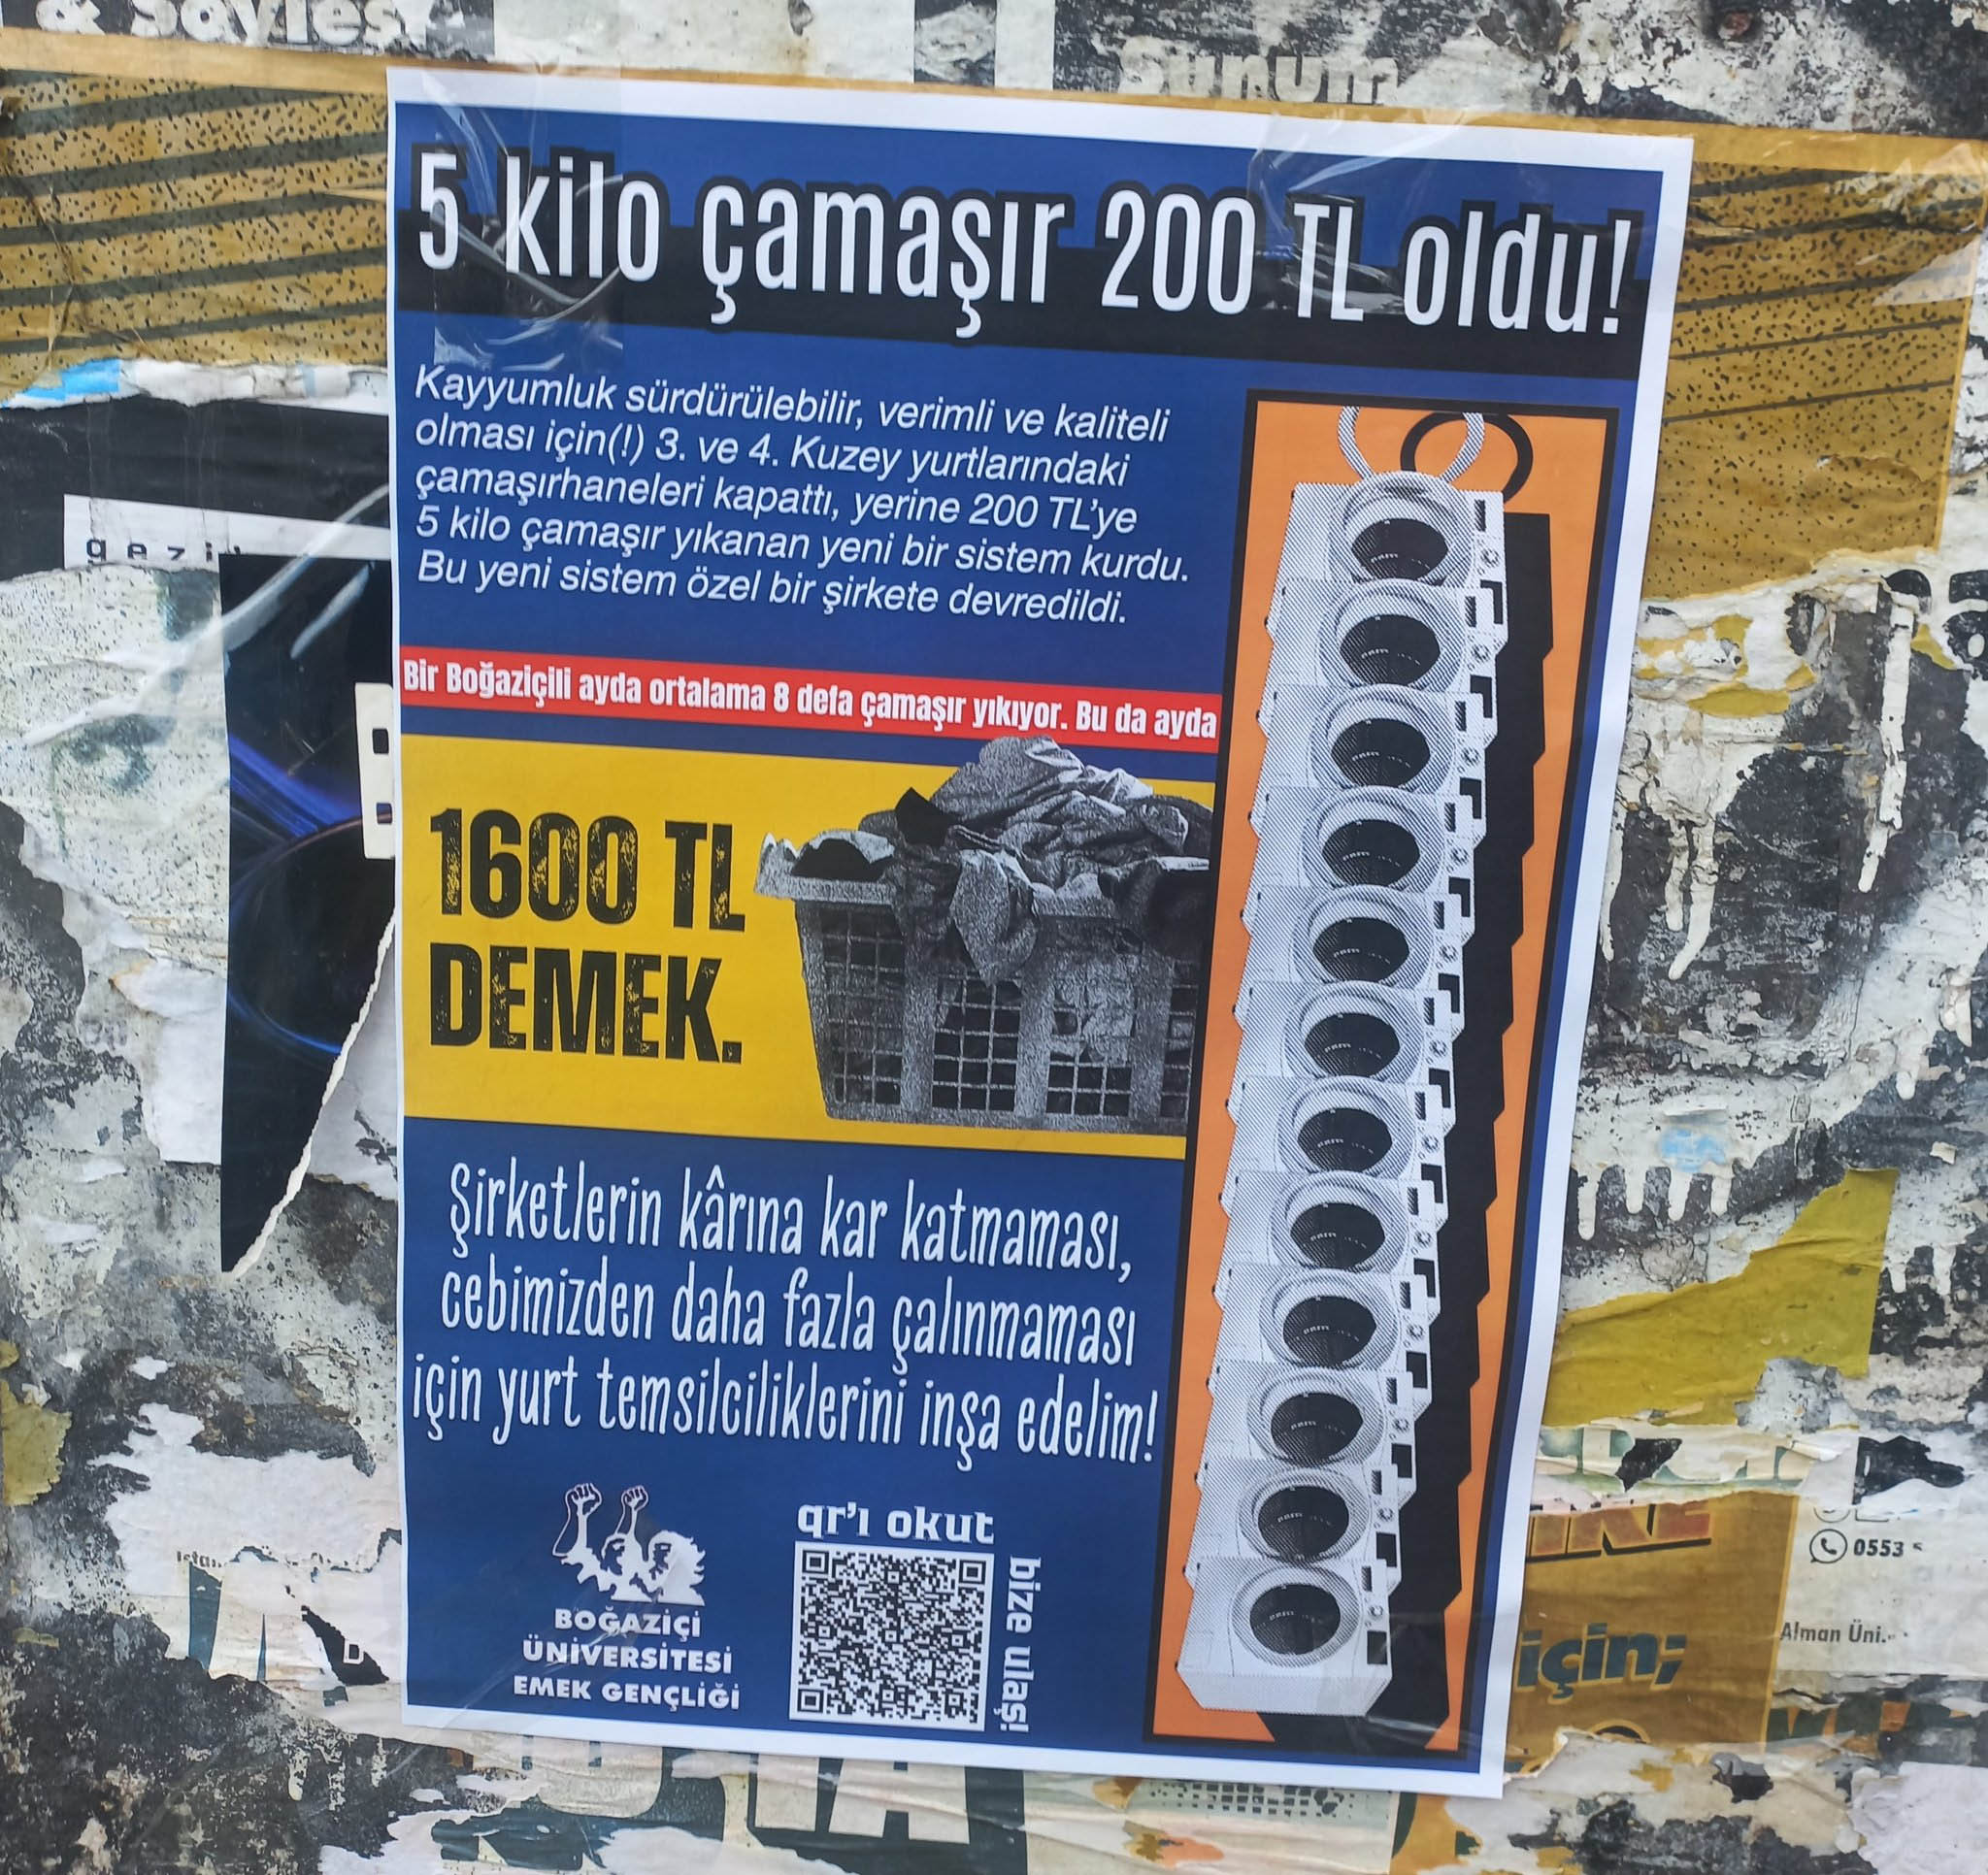 & Söyleşi
Sunum
5 kilo çamaşır 200 TL oldu!
Kayyumluk sürdürülebilir, verimli ve kaliteli
olması için(!) 3. ve 4. Kuzey yurtlarındaki
çamaşırhaneleri kapattı, yerine 200 TL'ye
5 kilo çamaşır yıkanan yeni bir sistem kurdu.
Bu yeni sistem özel bir şirkete devredildi.
Bir Boğaziçili ayda ortalama 8 defa çamaşır yıkıyor. Bu da ayda
1600 TL
DEMEK.
Şirketlerin kârına kar katmaması,
cebimizden daha fazla çalınmaması
için yurt temsilciliklerini inşa edelim!
BOĞAZİÇİ
ÜNİVERSİTESİ
EMEK GENÇLİĞİ
qr'ı okut
bize ulaş!
0553
Alman Üni.
için;